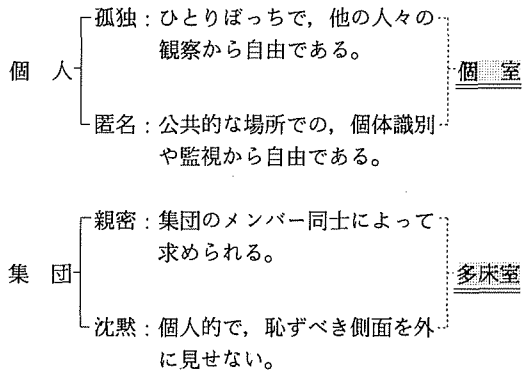 孤独：ひとりぼっちで，他の人々の
観察から自由である。
個　人
個　室
匿名：公共的な場所での，個体識別
や監視から自由である。
親密：集団のメンバー同士によって
求められる。
集　団
多床室
沈黙：個人的で，恥ずべき側面を外
に見せない。